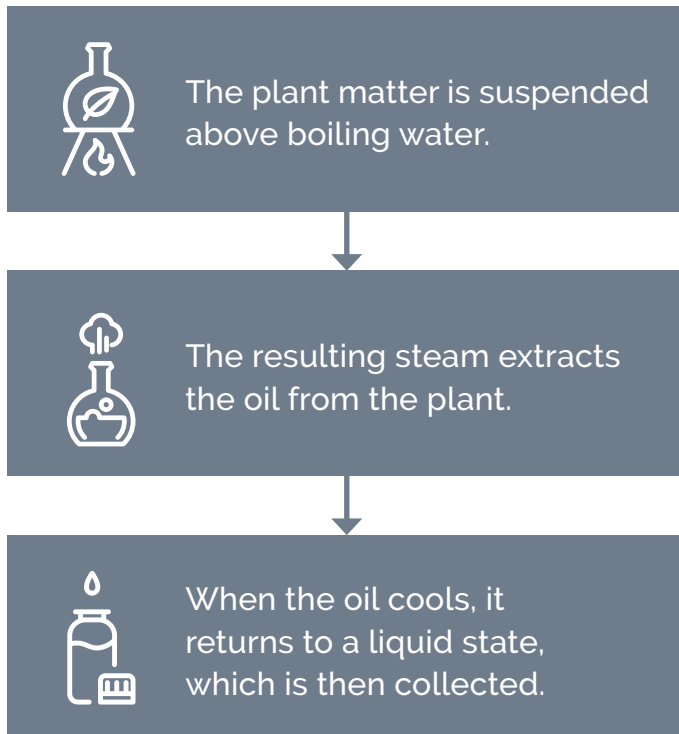 The plant matter is suspended
above boiling water.
The resulting steam extracts
the oil from the plant.
When the oil cools, it
returns to a liquid state,
which is then collected.